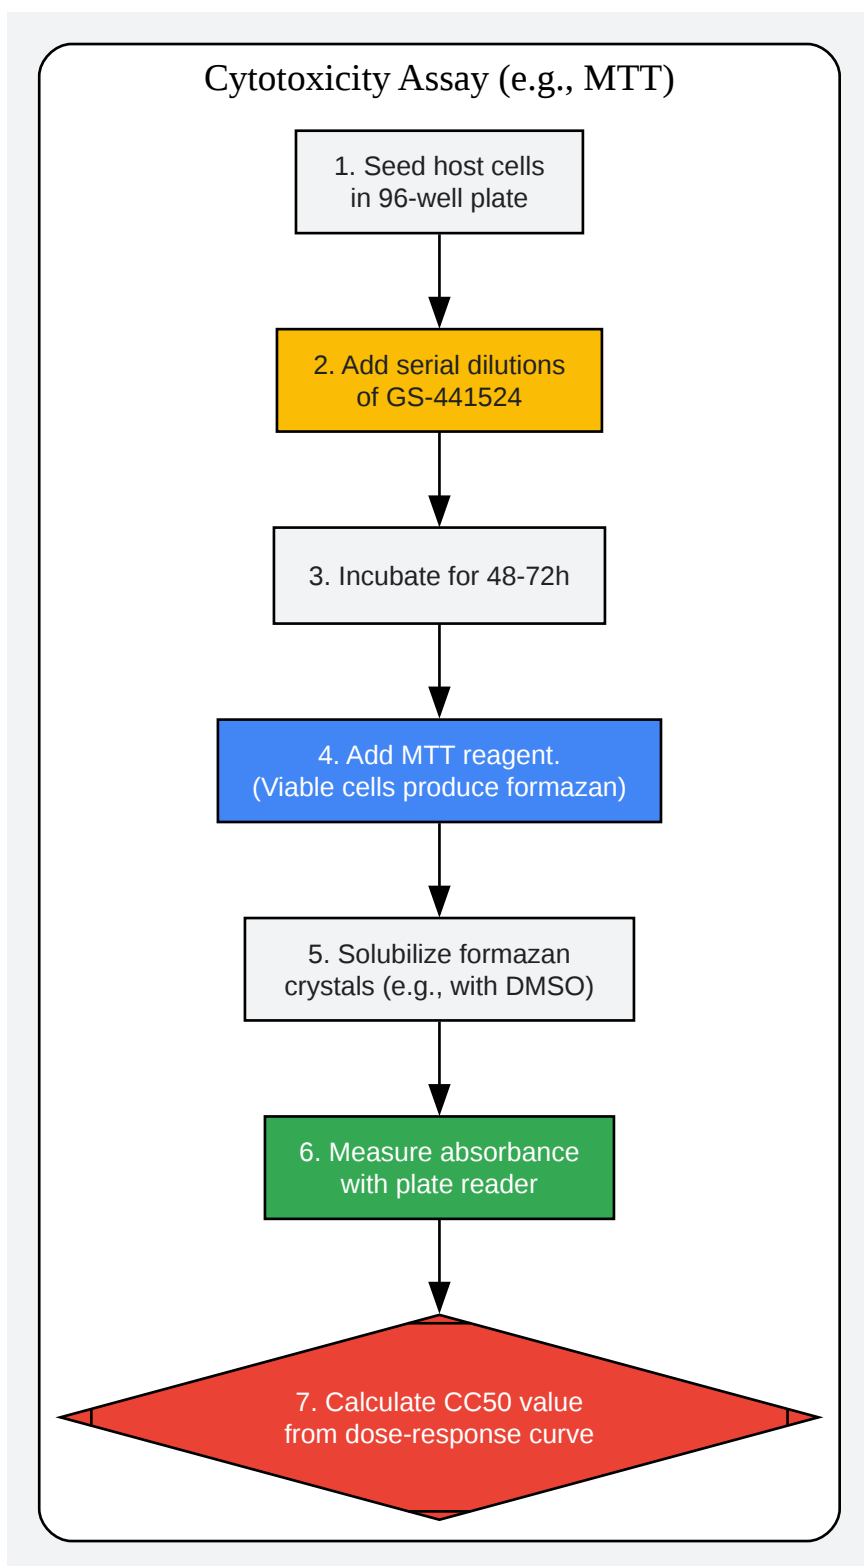 Cytotoxicity Assay (e.g., MTT)
1. Seed host cells
in 96-well plate
2. Add serial dilutions
of GS-441524
3. Incubate for 48-72h
4. Add MTT reagent.
(Viable cells produce formazan)
5. Solubilize formazan
crystals (e.g., with DMSO)
6. Measure absorbance
with plate reader
7. Calculate CC50 value
from dose-response curve